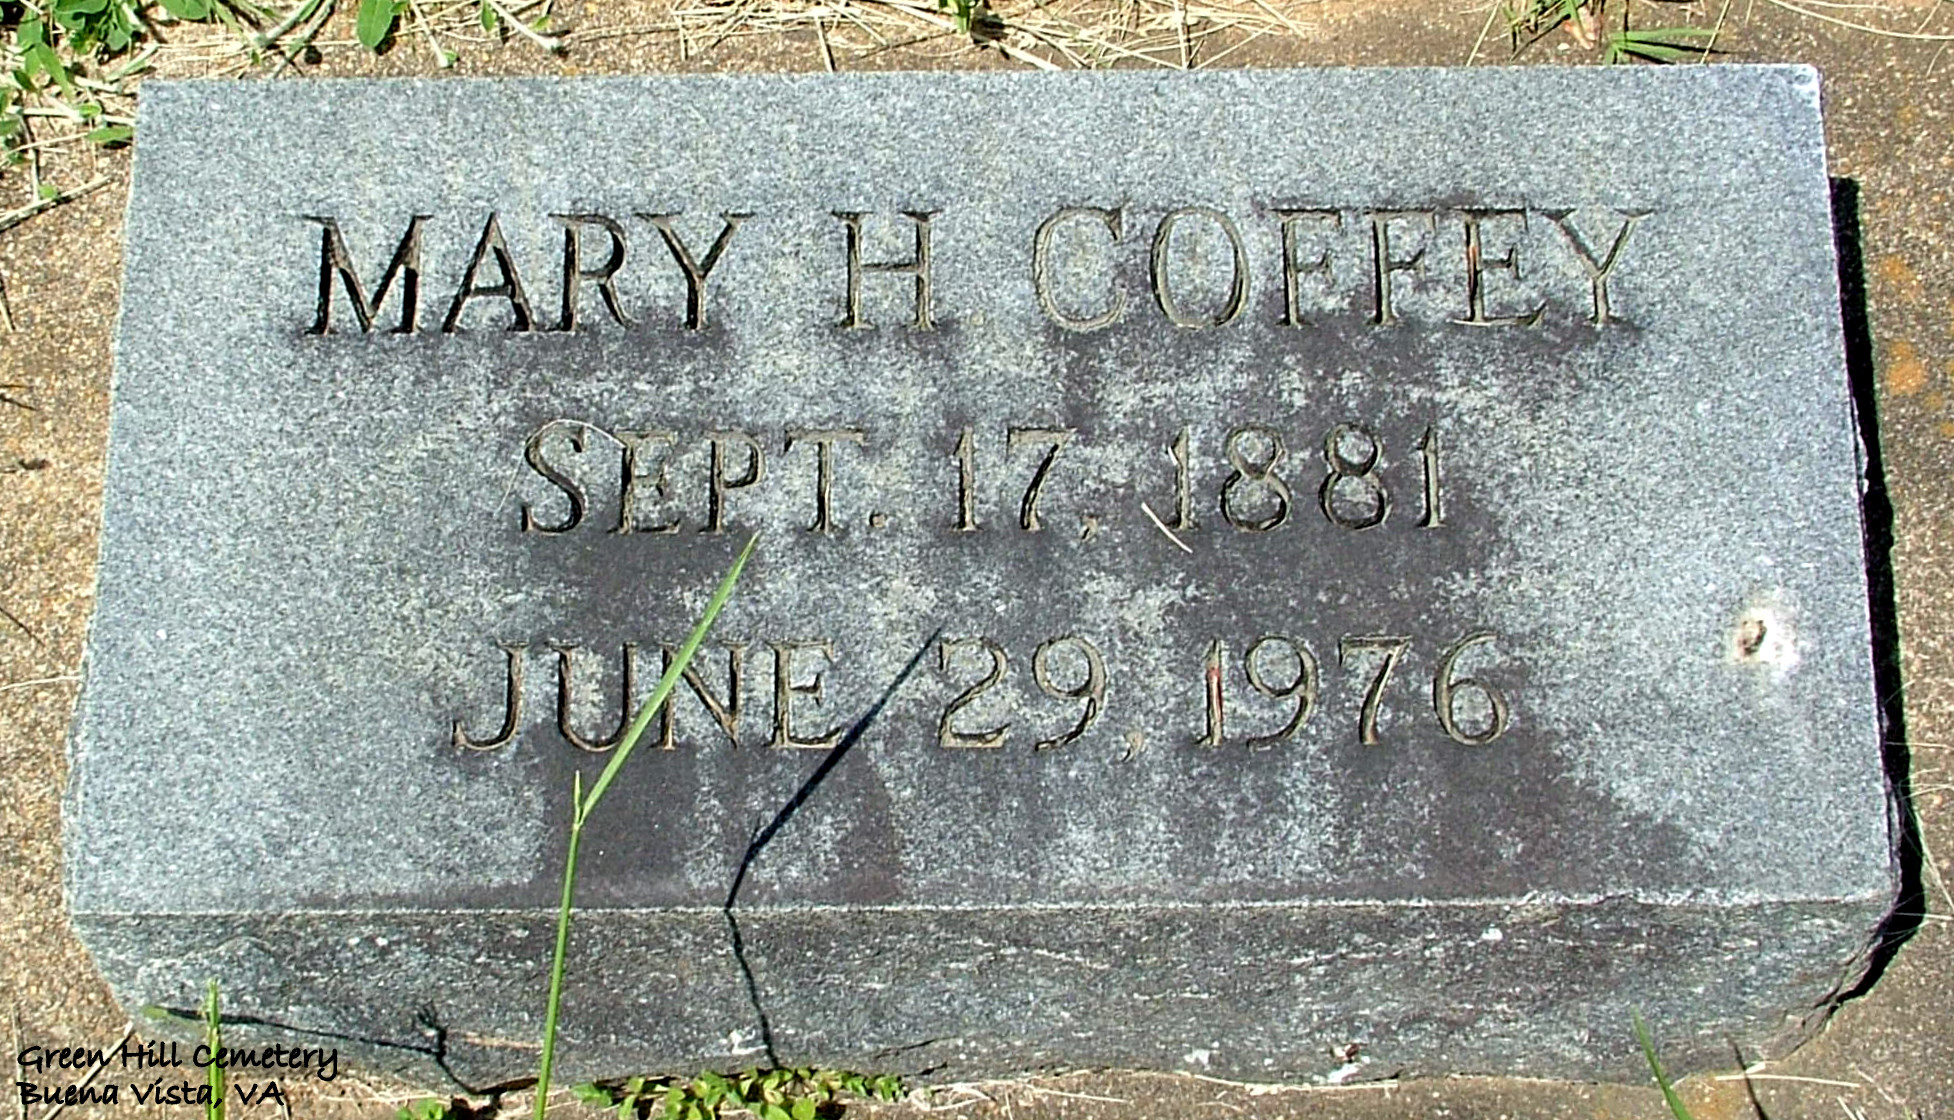 MARY H. COFFEY
SEPT. 17, 1881
JUNE 29, 1976
Green Hill Cemetery
Buena Vista, VA